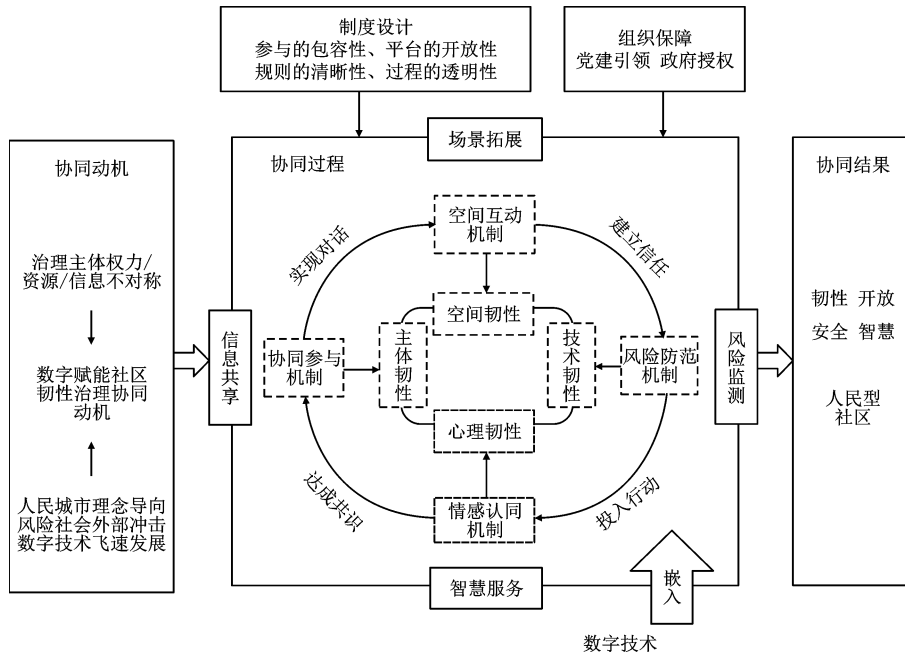 制度设计
参与的包容性、平台的开放性
规则的清晰性、过程的透明性
组织保障
党建引领 政府授权
协同动机
治理主体权力/
资源/信息不对称
数字赋能社区
韧性治理协同
动机
人民城市理念导向
风险社会外部冲击
数字技术飞速发展
信息共享
协同过程
场景拓展
空间互动
机制
实现对话
建立信任
空间韧性
主体韧性
技术韧性
协同参与
机制
风险防范
机制
心理韧性
达成共识
情感认同
机制
投入行动
智慧服务
嵌入
数字技术
风险监测
协同结果
韧性 开放
安全 智慧
人民型
社区